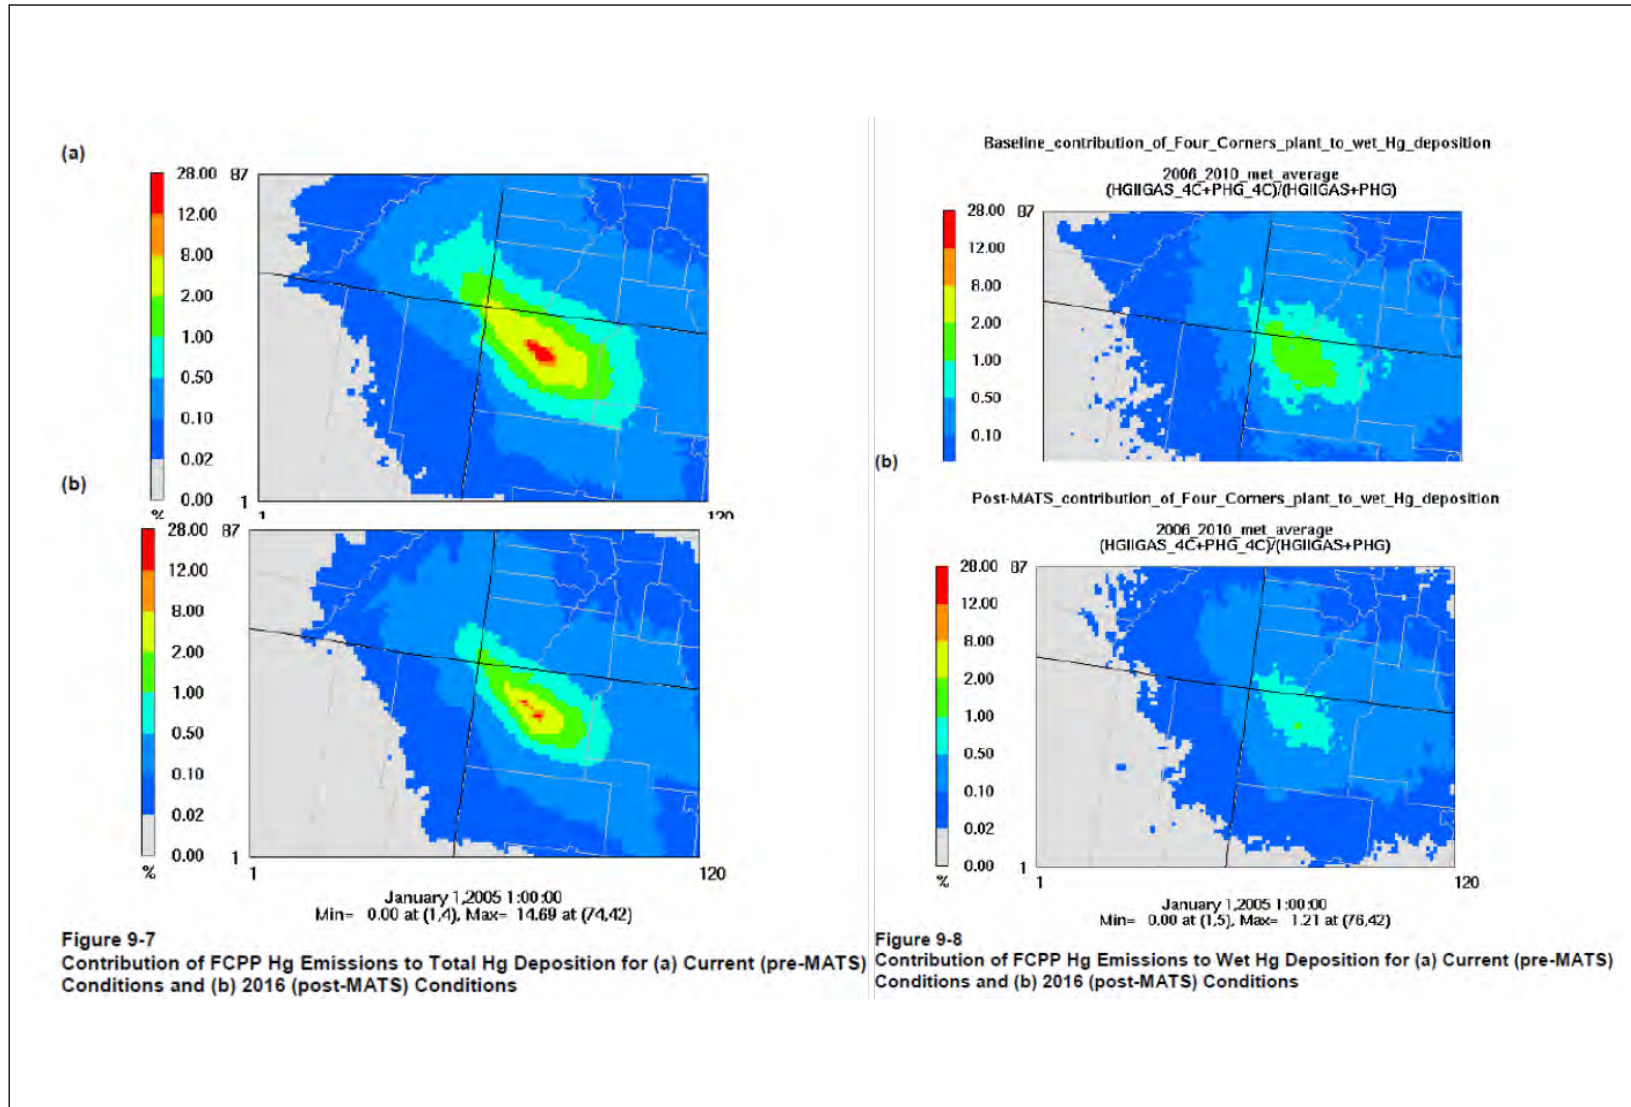 (a)
28.00
12.00
8.00
2.00
1.00
0.50
0.10
0.02
0.00
%
87
1
1
120
(b)
28.00
12.00
8.00
2.00
1.00
0.50
0.10
0.02
0.00
%
87
1
1
120
January 1,2005 1:00:00
Min= 0.00 at (1,4), Max= 14.69 at (74,42)
Figure 9-7
Contribution of FCPP Hg Emissions to Total Hg Deposition for (a) Current (pre-MATS)
Conditions and (b) 2016 (post-MATS) Conditions
Baseline_contribution_of_Four_Corners_plant_to_wet_Hg_deposition
2006_2010_met_average
(HGIIGAS_4C+PHG_4C)/(HGIIGAS+PHG)
28.00
12.00
8.00
2.00
1.00
0.50
0.10
87
(b)
Post-MATS_contribution_of_Four_Corners_plant_to_wet_Hg_deposition
2006_2010_met_average
(HGIIGAS_4C+PHG_4C)/(HGIIGAS+PHG)
28.00
12.00
8.00
2.00
1.00
0.50
0.10
0.02
0.00
%
87
1
1
120
January 1,2005 1:00:00
Min= 0.00 at (1,5), Max= 1.21 at (76,42)
Figure 9-8
Contribution of FCPP Hg Emissions to Wet Hg Deposition for (a) Current (pre-MATS)
Conditions and (b) 2016 (post-MATS) Conditions